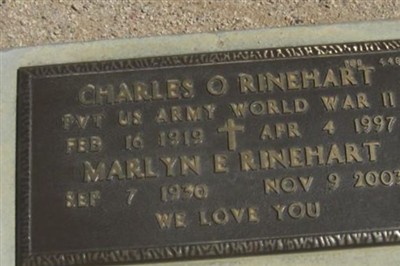 CHARLES O RINEHART
PVT US ARMY WORLD WAR II
FEB 16 1919 APR 4 1997
MARLYN E RINEHART
SEP 7 NOV 9 2003
WE LOVE YOU